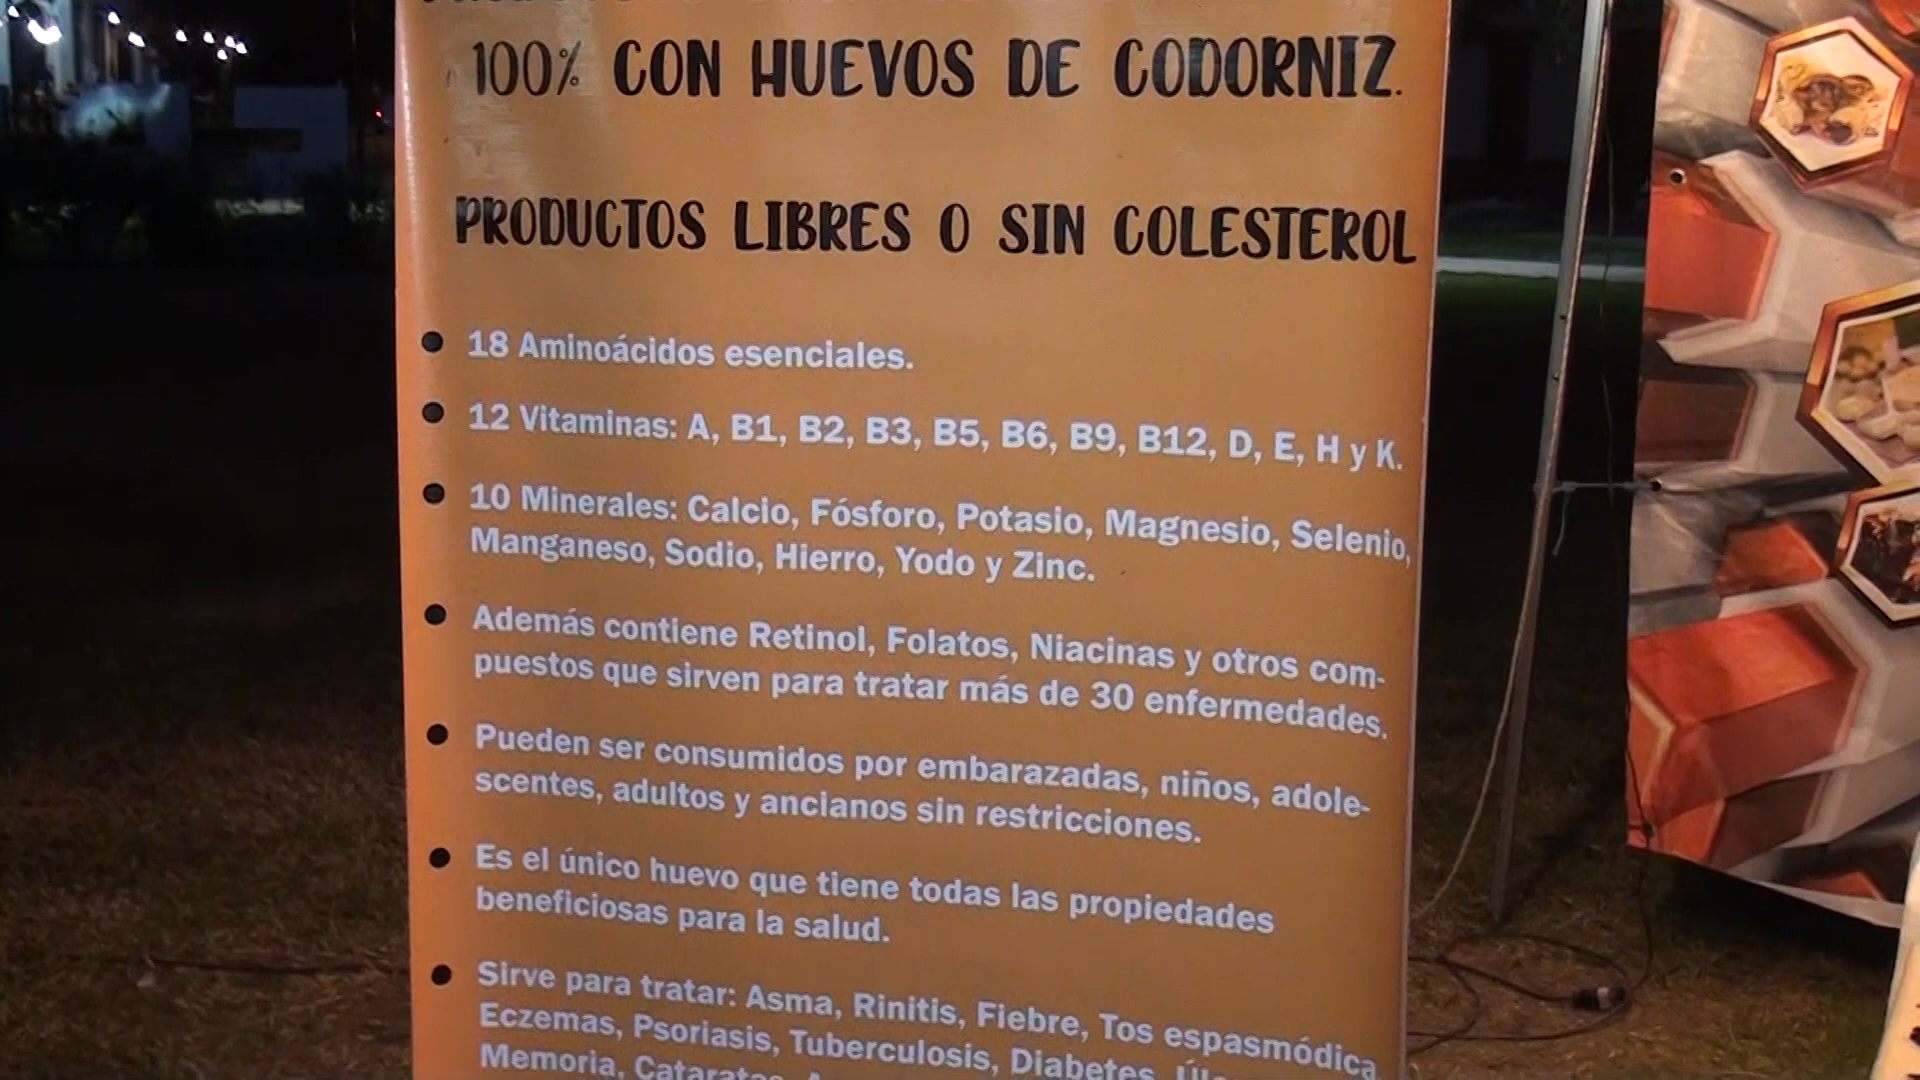 100% CON HUEVOS DE CODORNIZ.
PRODUCTOS LIBRES O SIN COLESTEROL
18 Aminoácidos esenciales.
12 Vitaminas: A, B1, B2, B3, B5, B6, B9, B12, D, E, H y K.
10 Minerales: Calcio, Fósforo, Potasio, Magnesio, Selenio,
Manganeso, Sodio, Hierro, Yodo y Zinc.
Además contiene Retinol, Folatos, Niacinas y otros com-
puestos que sirven para tratar más de 30 enfermedades.
Pueden ser consumidos por embarazadas, niños, adole-
scentes, adultos y ancianos sin restricciones.
Es el único huevo que tiene todas las propiedades
beneficiosas para la salud.
Sirve para tratar: Asma, Rinitis, Fiebre, Tos espasmódica,
Eczemas, Psoriasis, Tuberculosis, Diabetes,
Memoria, Cataratas,